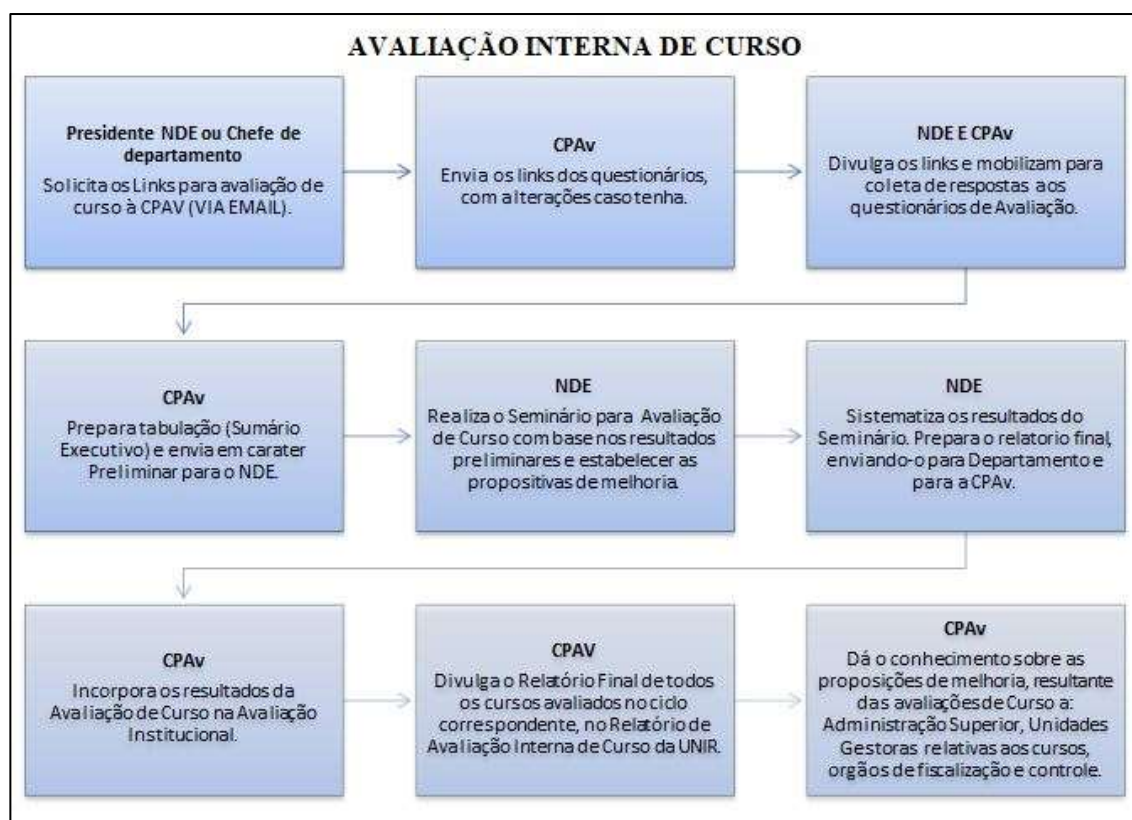 AVALIAÇÃO INTERNA DE CURSO
Presidente NDE ou Chefe de
departamento
Solicita os Links para avaliação de
curso à CPAV (VIA EMAIL).
CPAv
Envia os links dos questionários,
com alterações caso tenha.
NDE E CPAv
Divulga os links e mobilizam para
coleta de respostas aos
questionários de Avaliação.
CPAv
Prepara tabulação (Sumário
Executivo) e envia em carater
Preliminar para o NDE.
NDE
Realiza o Seminário para Avaliação
de Curso com base nos resultados
preliminares e estabelecer as
propositivas de melhoria.
NDE
Sistematiza os resultados do
Seminário. Prepara o relatorio final,
enviando-o para Departamento e
para a CPAv.
CPAv
Incorpora os resultados da
Avaliação de Curso na Avaliação
Institucional.
CPAV
Divulga o Relatório Final de todos
os cursos avaliados no ciclo
correspondente, no Relatório de
Avaliação Interna de Curso da UNIR.
CPAv
Dá o conhecimento sobre as
proposições de melhoria, resultante
das avaliações de Curso a:
Administração Superior, Unidades
Gestoras relativas aos cursos,
orgãos de fiscalização e controle.